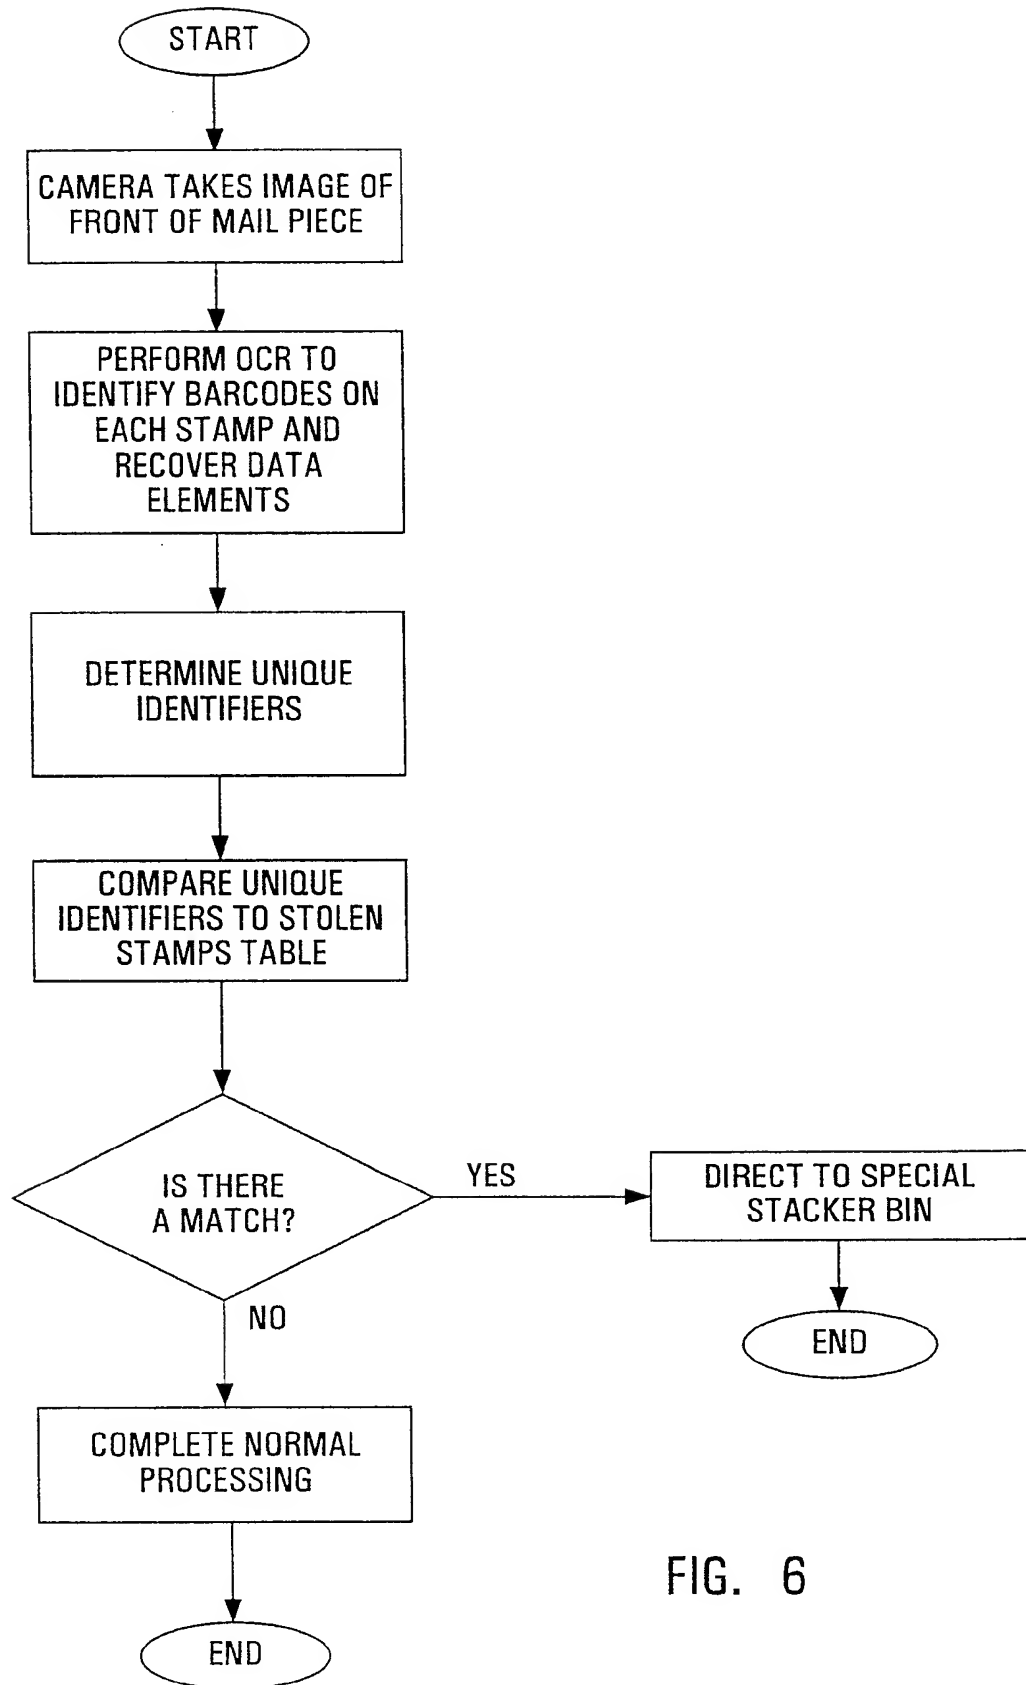 START
CAMERA TAKES IMAGE OF
FRONT OF MAIL PIECE
PERFORM OCR TO
IDENTIFY BARCODES ON
EACH STAMP AND
RECOVER DATA
ELEMENTS
DETERMINE UNIQUE
IDENTIFIERS
COMPARE UNIQUE
IDENTIFIERS TO STOLEN
STAMPS TABLE
IS THERE
A MATCH?
YES
DIRECT TO SPECIAL
STACKER BIN
END
NO
COMPLETE NORMAL
PROCESSING
END
FIG. 6